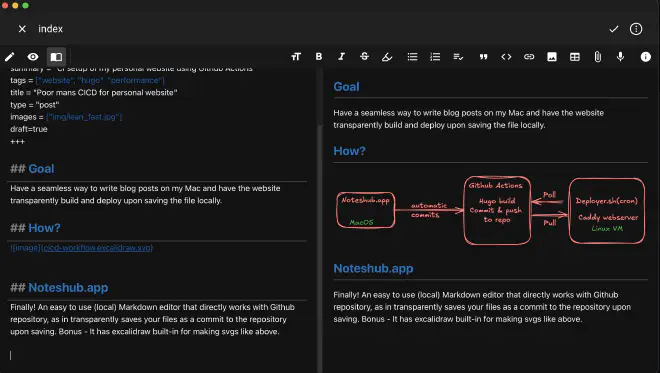 index
summary = "CI setup of my personal website using Github Actions"
tags = ["website", "hugo" "performance"]
title = "Poor mans CICD for personal website"
type = "post"
images = ["img/lean_fast.jpg"]
draft=true
+++
## Goal
Have a seamless way to write blog posts on my Mac and have the website
transparently build and deploy upon saving the file locally.
## How?
![image](cicd-workflow.excalidraw.svg)
## Noteshub.app
Finally! An easy to use (local) Markdown editor that directly works with Github
repository, as in transparently saves your files as a commit to the repository
upon saving. Bonus - It has excalidraw built-in for making svgs like above.
Goal
Have a seamless way to write blog posts on my Mac and have the website
transparently build and deploy upon saving the file locally.
How?
Noteshub.app
MacOS
automatic
commits
Github Actions
Hugo build
Commit & push
to repo
Poll
Pull
Deployer.sh(cron)
Caddy webserver
Linux VM
Noteshub.app
Finally! An easy to use (local) Markdown editor that directly works with Github
repository, as in transparently saves your files as a commit to the repository upon
saving. Bonus - It has excalidraw built-in for making svgs like above.